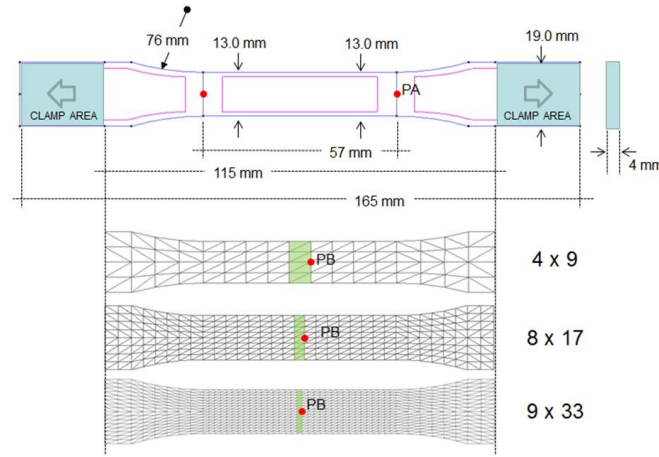 76 mm
13.0 mm
13.0 mm
19.0 mm
PA
CLAMP AREA
CLAMP AREA
57 mm
4 mm
115 mm
165 mm
PB
4 x 9
PB
8 x 17
PB
9 x 33